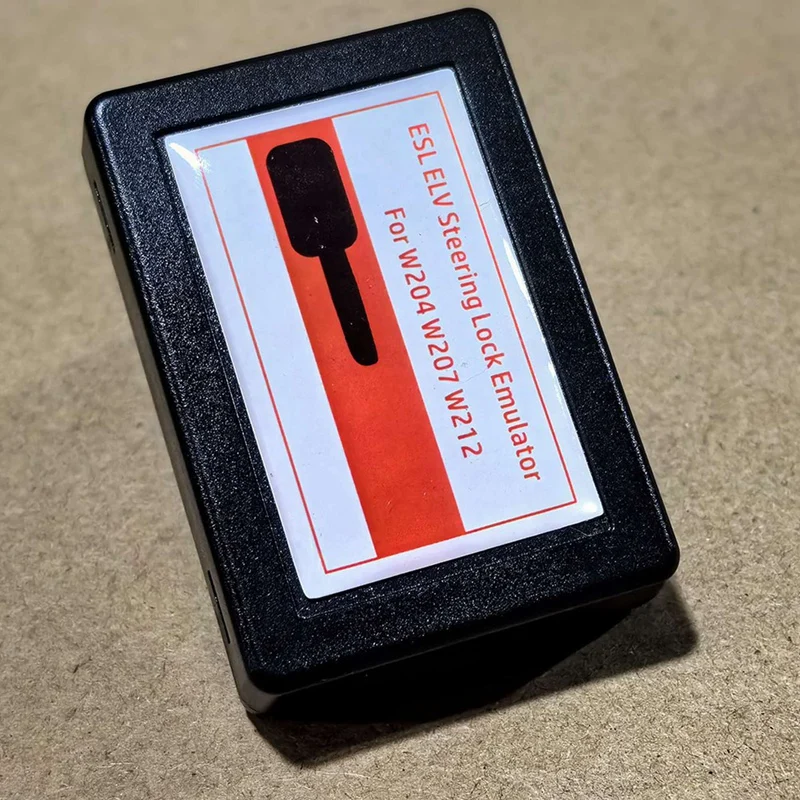 ESL ELV Steering Lock Emulator
For W204 W207 W212